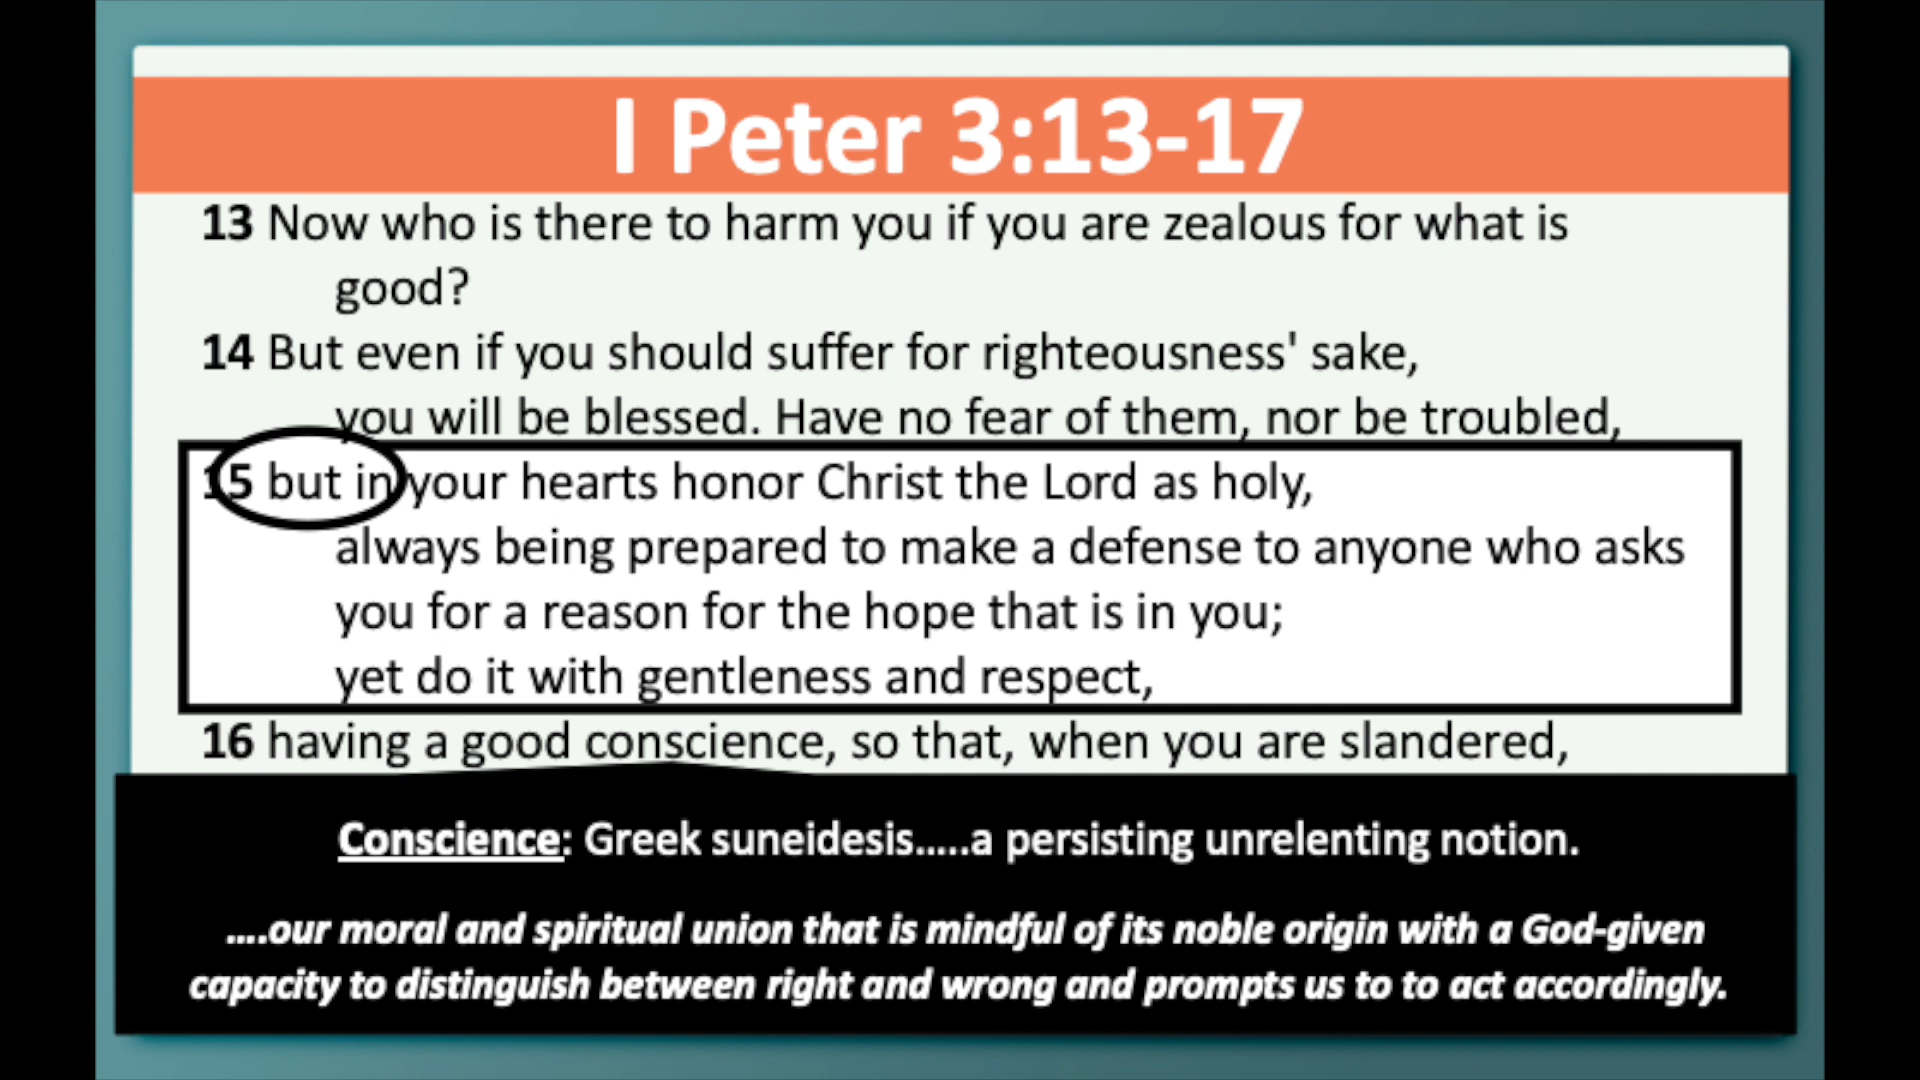 I Peter 3:13-17
13 Now who is there to harm you if you are zealous for what is
good?
14 But even if you should suffer for righteousness' sake,
you will be blessed. Have no fear of them, nor be troubled,
15 but in your hearts honor Christ the Lord as holy,
always being prepared to make a defense to anyone who asks
you for a reason for the hope that is in you;
yet do it with gentleness and respect,
16 having a good conscience, so that, when you are slandered,
Conscience: Greek suneidesis.....a persisting unrelenting notion.
....our moral and spiritual union that is mindful of its noble origin with a God-given
capacity to distinguish between right and wrong and prompts us to to act accordingly.